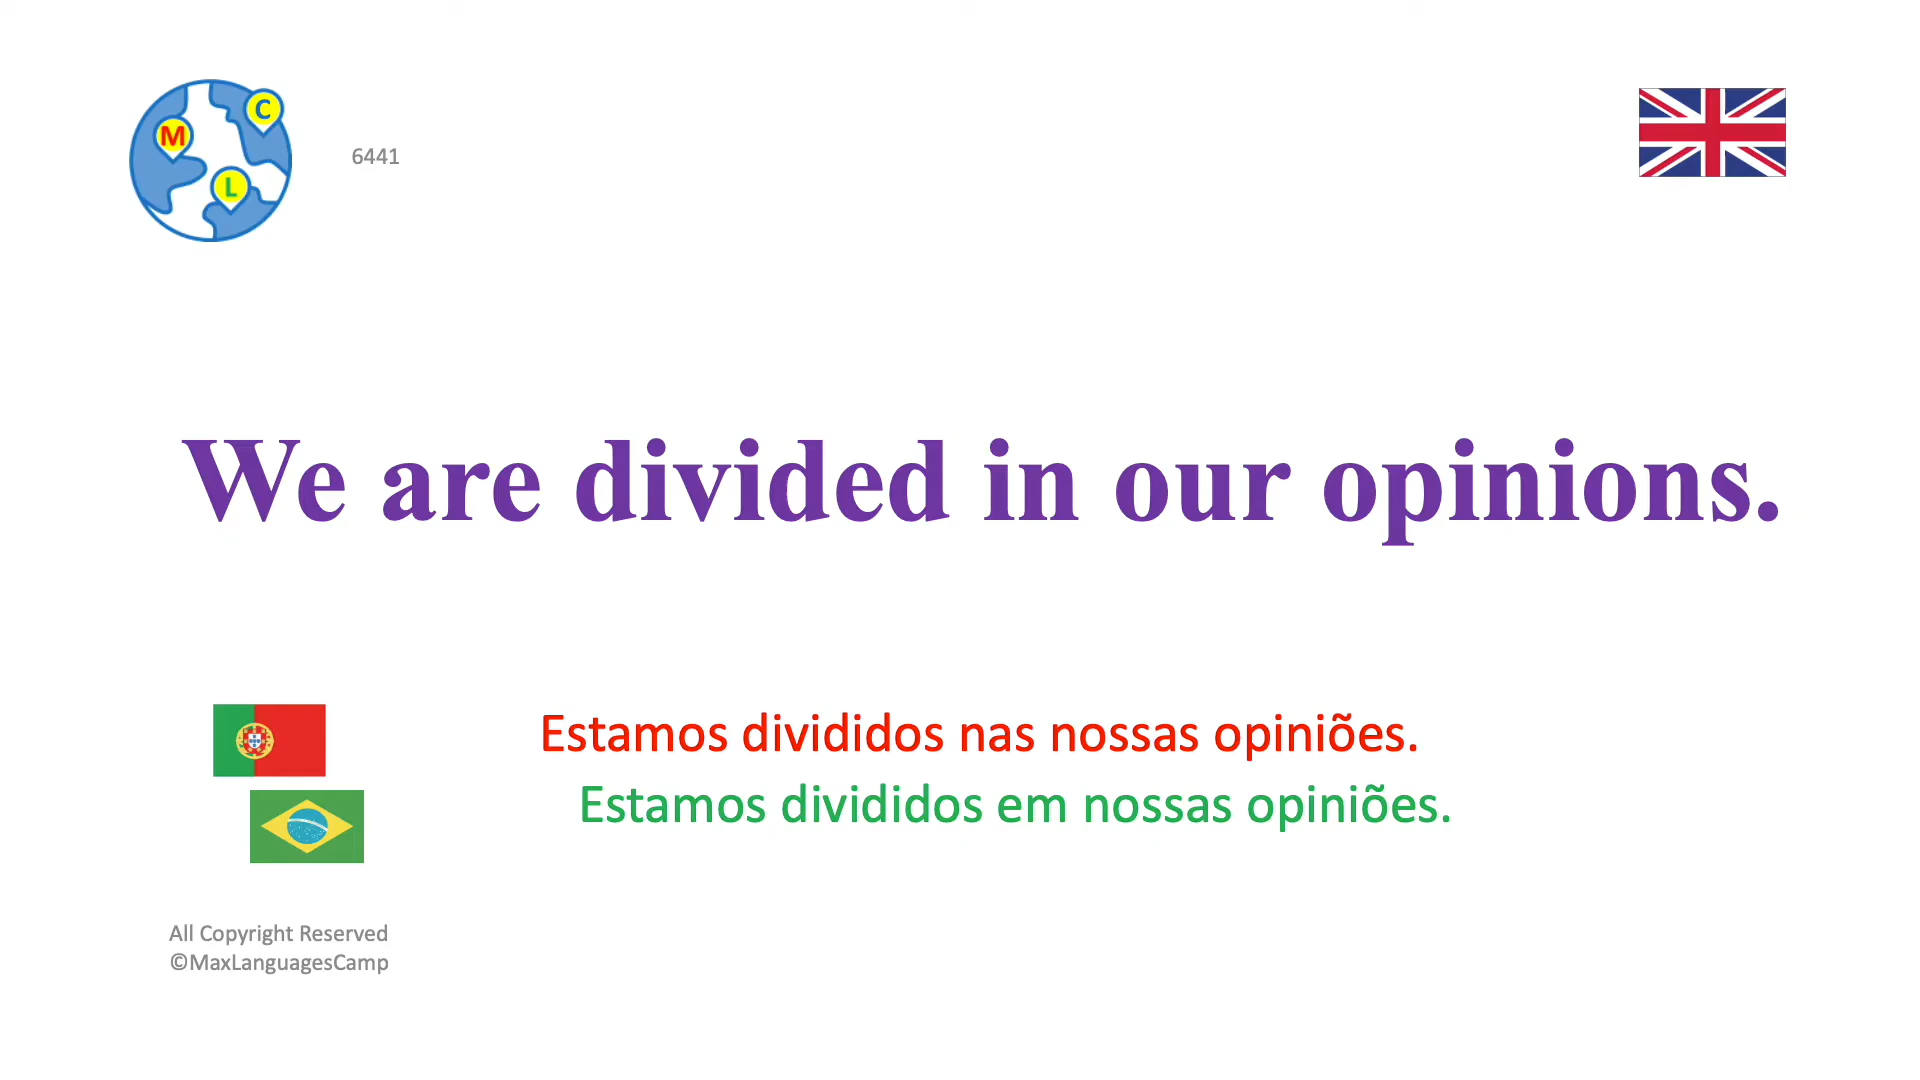 C
M
L
6441
We are divided in our opinions.
Estamos divididos nas nossas opiniões.
Estamos divididos em nossas opiniões.
All Copyright Reserved
©MaxLanguagesCamp